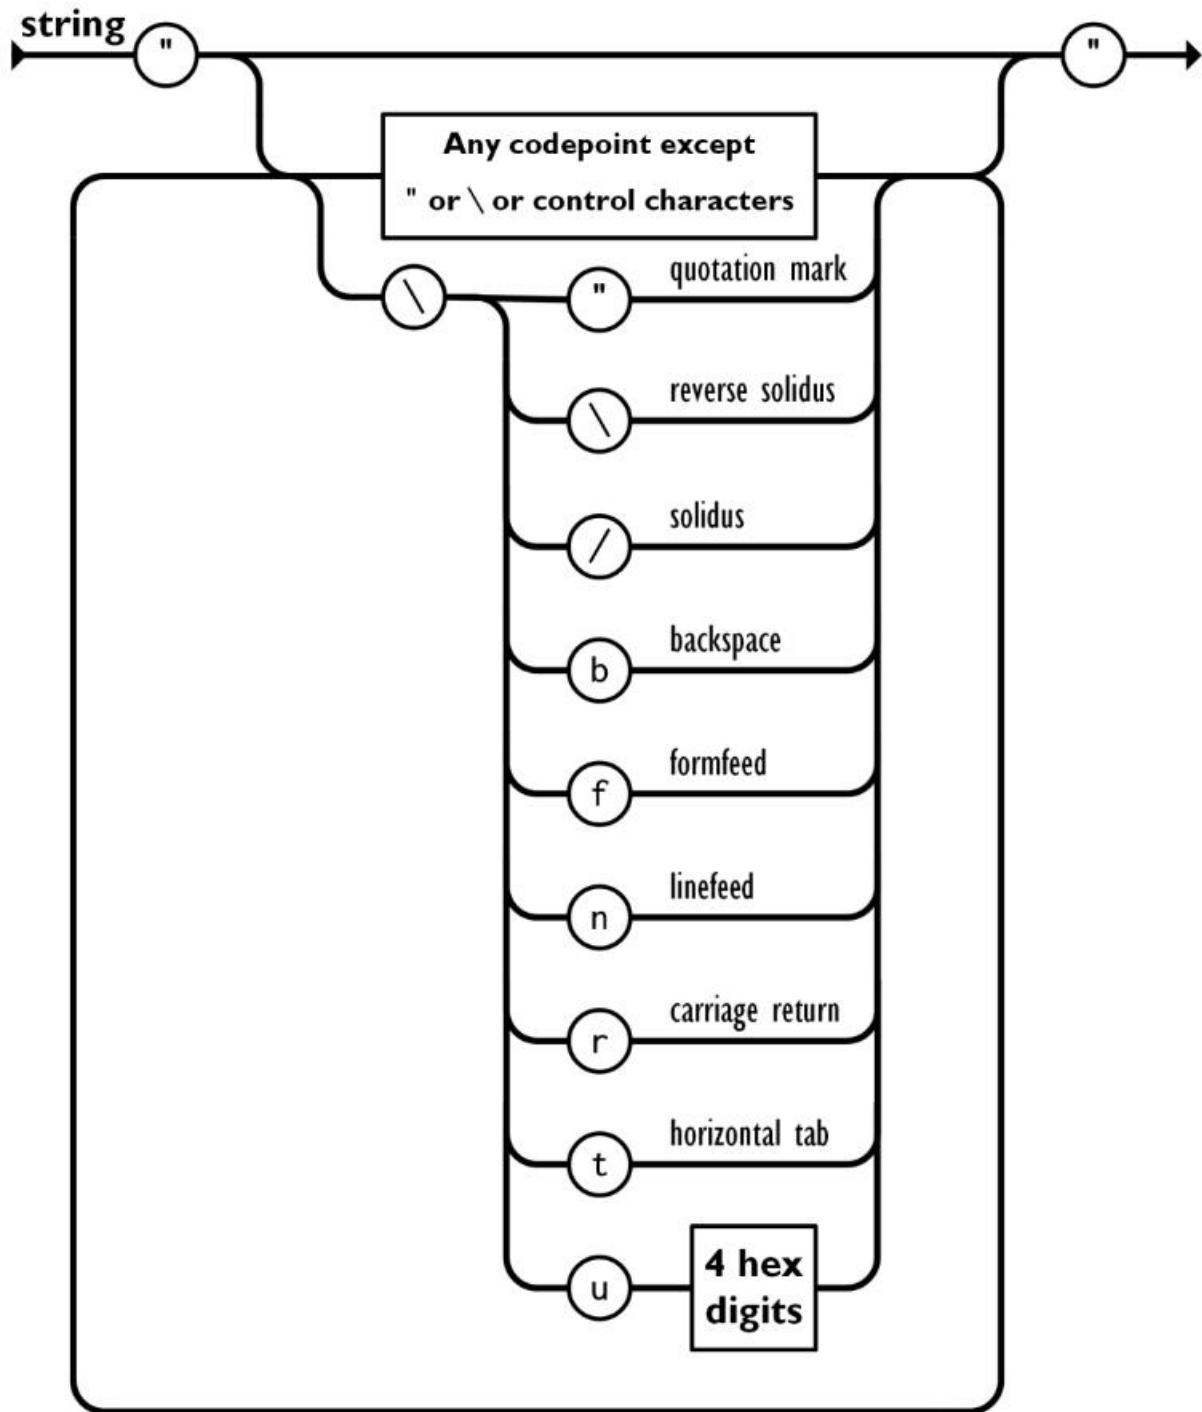 string
" "
Any codepoint except
" or \ or control characters
\ " quotation mark
\ reverse solidus
/ solidus
b backspace
f formfeed
n linefeed
r carriage return
t horizontal tab
u 4 hex
digits